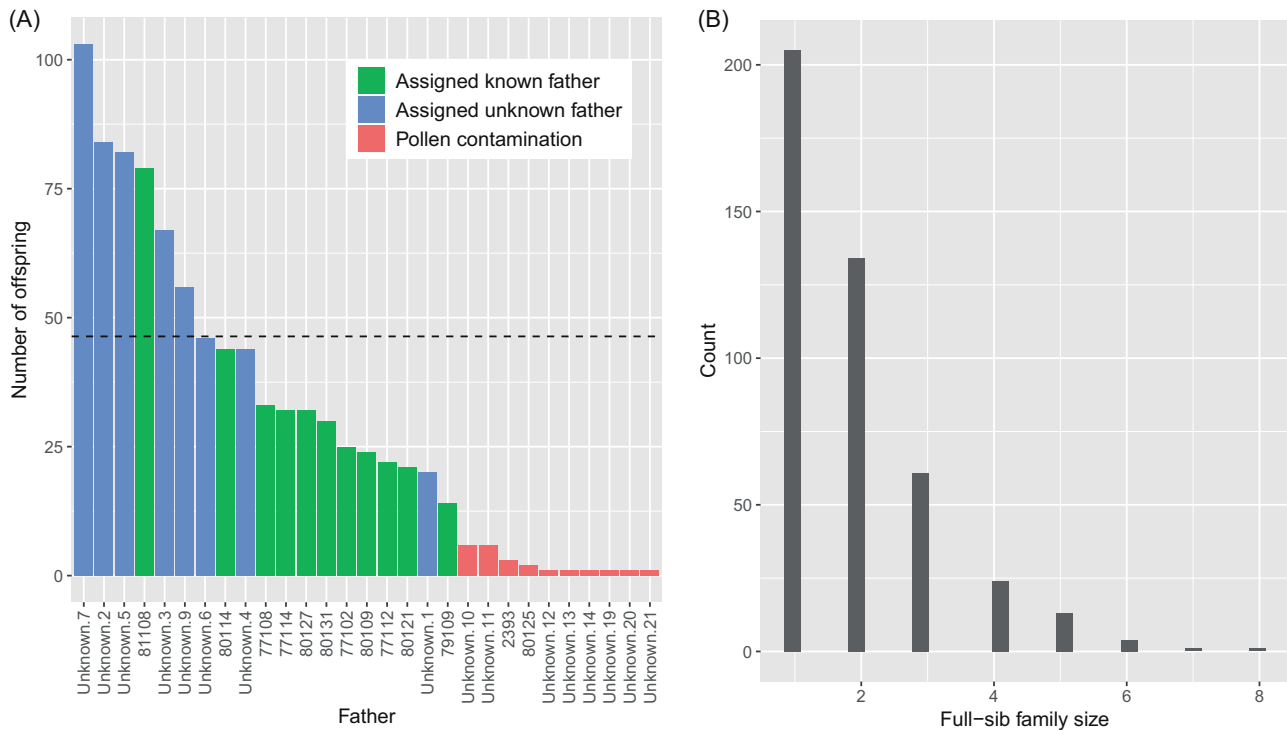 (A)
100
75
50
25
0
Number of offspring
Assigned known father
Assigned unknown father
Pollen contamination
Unknown.7
Unknown.2
Unknown.5
81108
Unknown.3
Unknown.9
Unknown.6
80114
Unknown.4
77108
77114
80127
80131
77102
80109
77112
80121
Unknown.1
79109
Unknown.10
Unknown.11
2393
80125
Unknown.12
Unknown.13
Unknown.14
Unknown.19
Unknown.20
Unknown.21
Father
(B)
200
150
100
50
0
Count
2
4
6
8
Full−sib family size